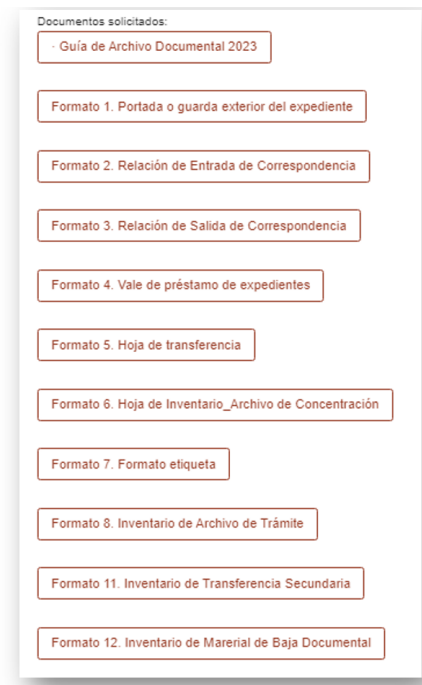 Documentos solicitados:
· Guía de Archivo Documental 2023
Formato 1. Portada o guarda exterior del expediente
Formato 2. Relación de Entrada de Correspondencia
Formato 3. Relación de Salida de Correspondencia
Formato 4. Vale de préstamo de expedientes
Formato 5. Hoja de transferencia
Formato 6. Hoja de Inventario_Archivo de Concentración
Formato 7. Formato etiqueta
Formato 8. Inventario de Archivo de Trámite
Formato 11. Inventario de Transferencia Secundaria
Formato 12. Inventario de Marerial de Baja Documental